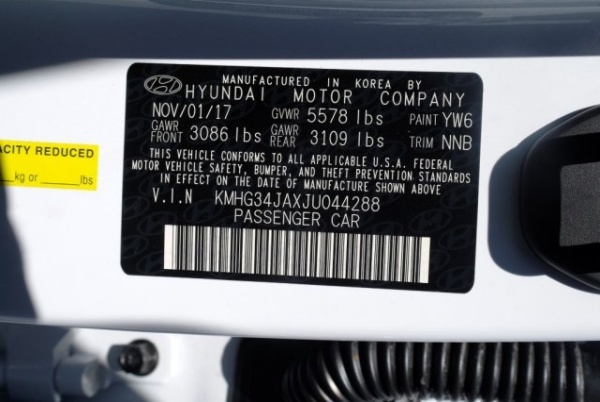 MANUFACTURED IN KOREA BY
HYUNDAI MOTOR COMPANY
NOV/01/17 GVWR 5578 lbs PAINT YW6
GAWR FRONT 3086 lbs GAWR REAR 3109 lbs TRIM NNB
THIS VEHICLE CONFORMS TO ALL APPLICABLE U.S.A. FEDERAL
MOTOR VEHICLE SAFETY, BUMPER, AND THEFT PREVENTION STANDARDS
IN EFFECT ON THE DATE OF MANUFACTURE SHOWN ABOVE
V.I.N KMHG34JAXJU044288
PASSENGER CAR
ACITY REDUCED
kg or lbs